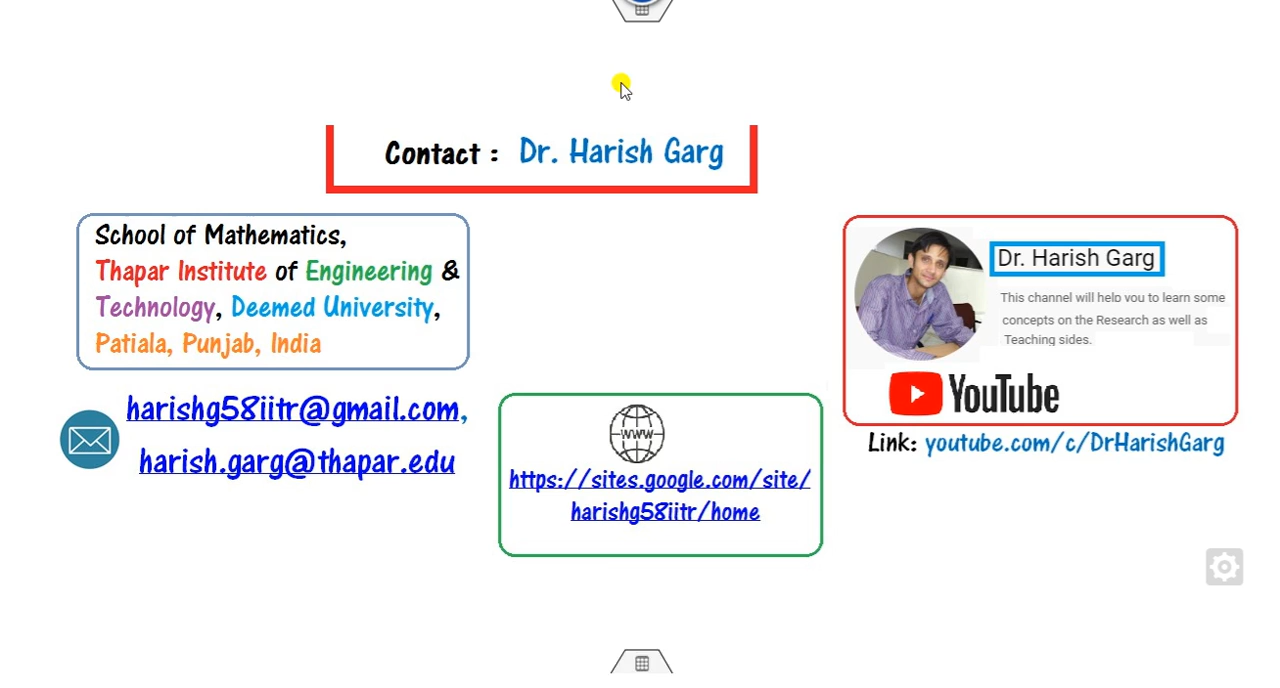 Contact : Dr. Harish Garg
School of Mathematics,
Thapar Institute of Engineering &
Technology, Deemed University,
Patiala, Punjab, India
harishg58iitr@gmail.com,
harish.garg@thapar.edu
WWW
https://sites.google.com/site/
harishg58iitr/home
Dr. Harish Garg
This channel will help you to learn some
concepts on the Research as well as
Teaching sides.
YouTube
Link: youtube.com/c/DrHarishGarg